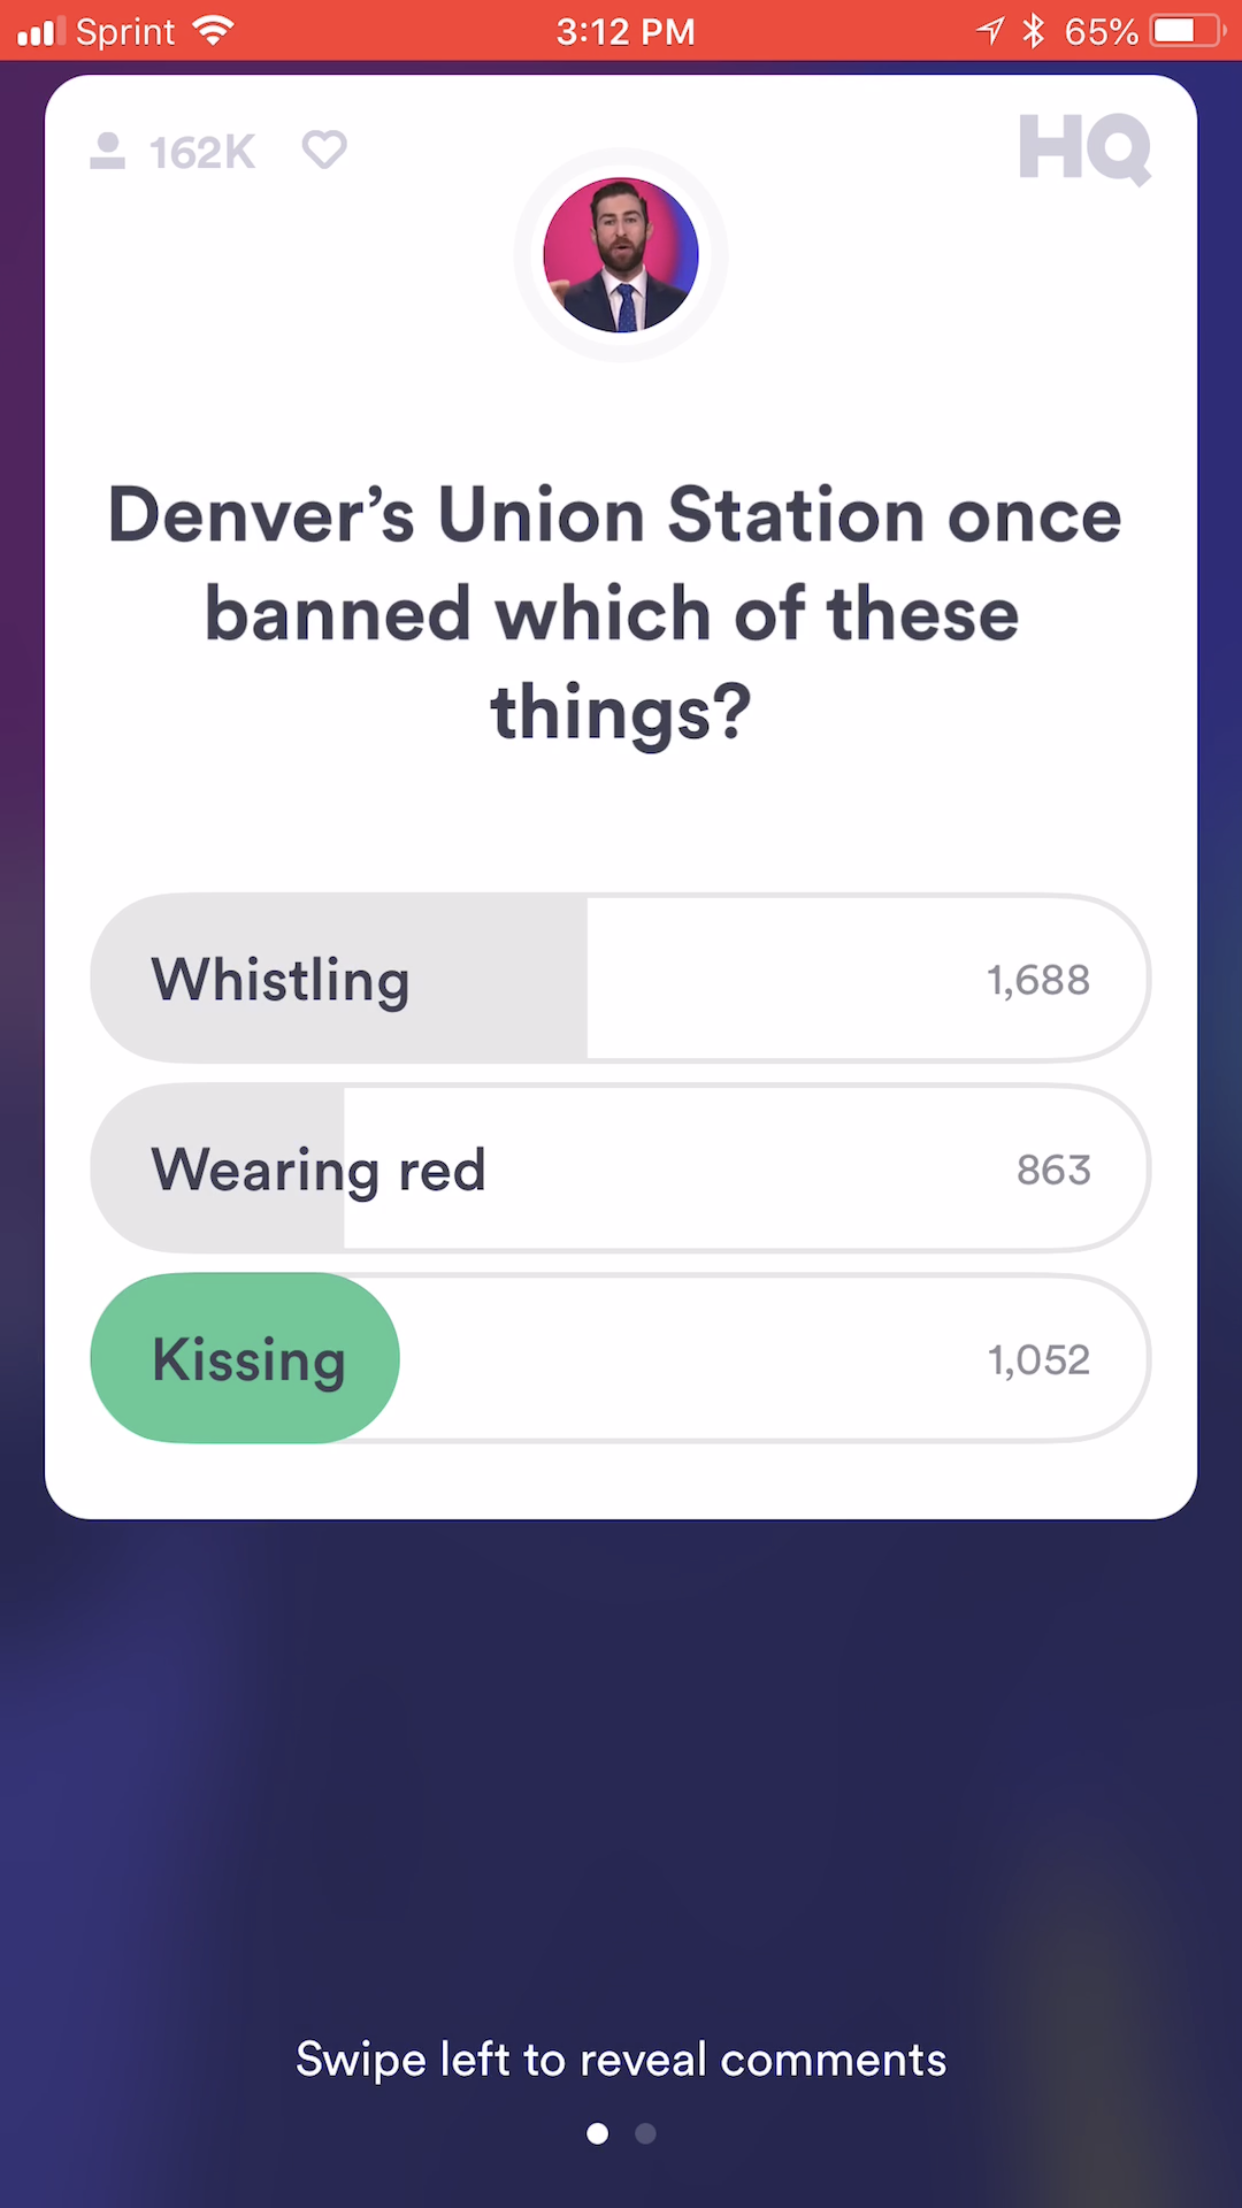 Sprint 3:12 PM 65%
162K HQ
Denver’s Union Station once
banned which of these
things?
Whistling 1,688
Wearing red 863
Kissing 1,052
Swipe left to reveal comments